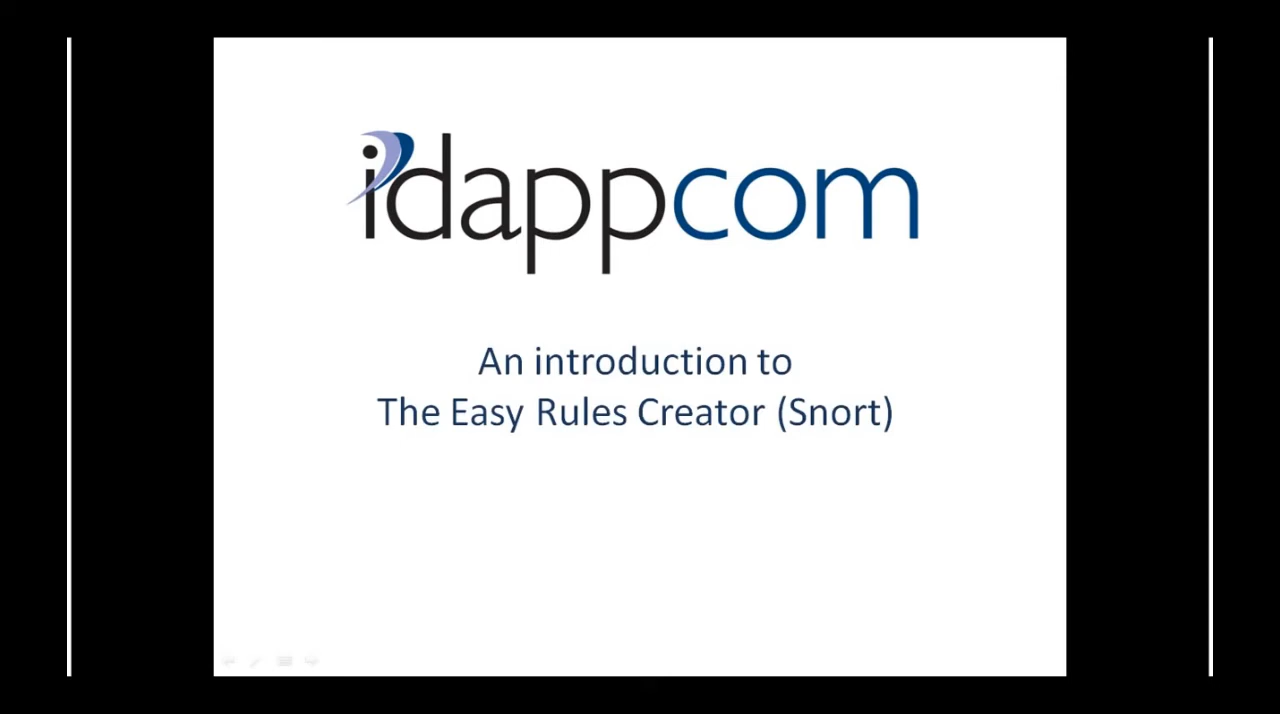 idappcom
An introduction to
The Easy Rules Creator (Snort)